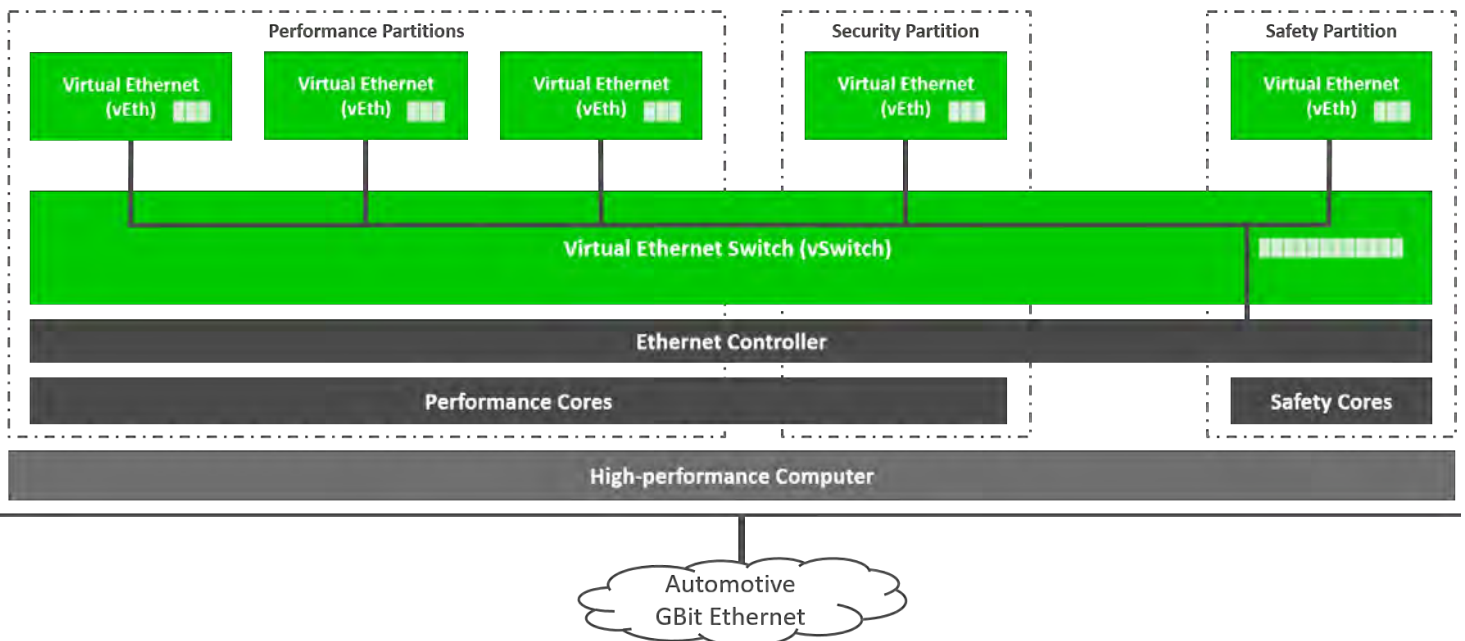 Performance Partitions
Security Partition
Safety Partition
Virtual Ethernet
(vEth)
Virtual Ethernet
(vEth)
Virtual Ethernet
(vEth)
Virtual Ethernet
(vEth)
Virtual Ethernet
(vEth)
Virtual Ethernet Switch (vSwitch)
Ethernet Controller
Performance Cores
Safety Cores
High-performance Computer
Automotive
GBit Ethernet